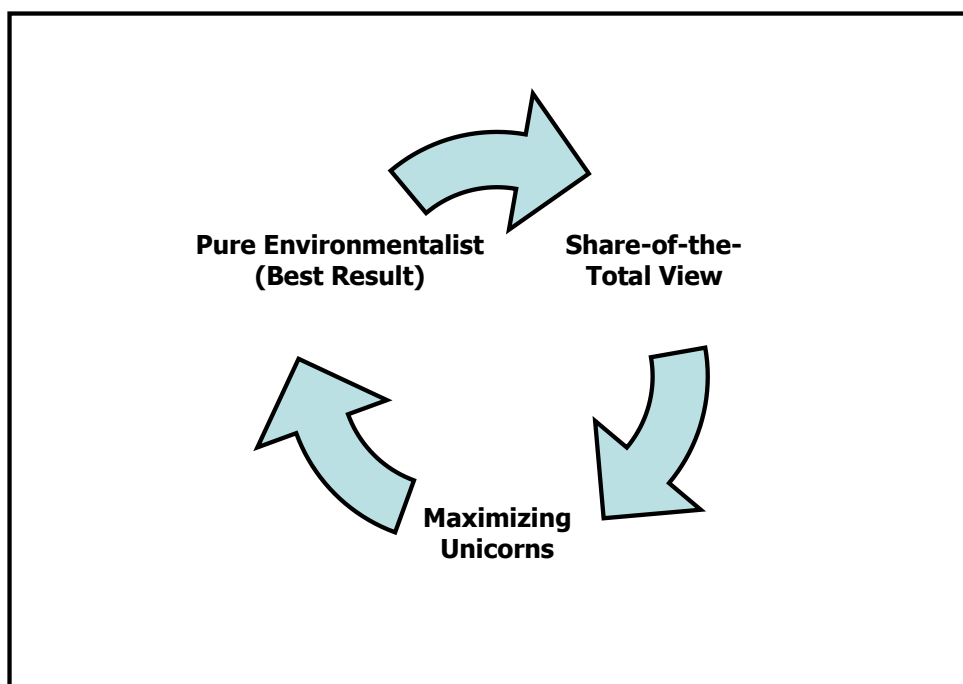 Pure Environmentalist
(Best Result)
Share-of-the-
Total View
Maximizing
Unicorns